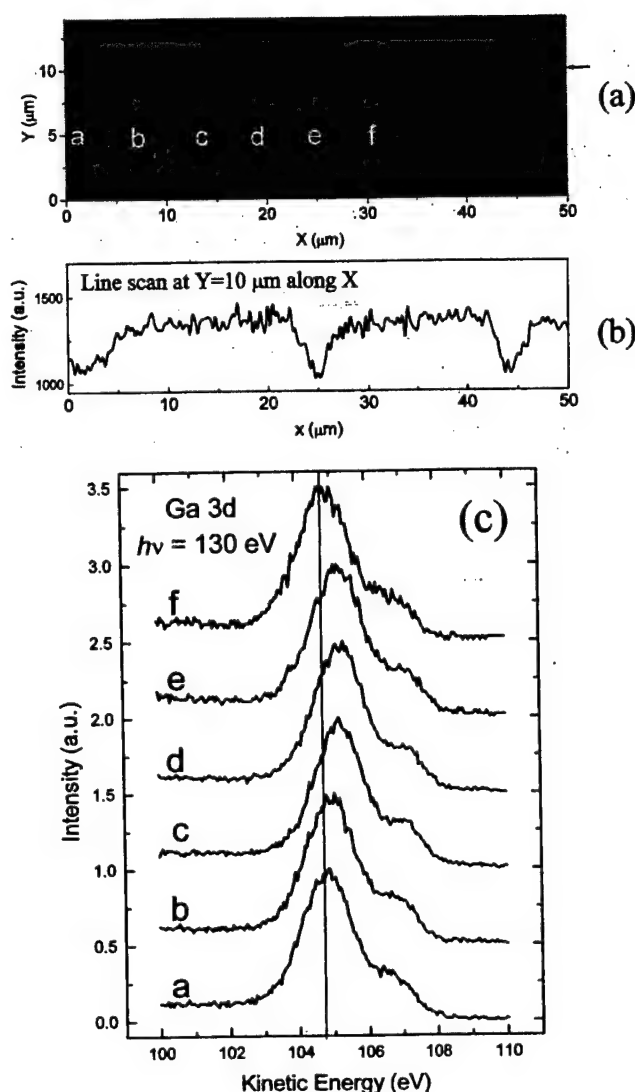 10
5
0
Y (μm)
a b c d e f
(a)
0 10 20 30 40 50
X (μm)
Line scan at Y=10 μm along X
1500
1000
Intensity (a.u.)
(b)
0 10 20 30 40 50
x (μm)
3.5
3.0
2.5
2.0
1.5
1.0
0.5
0.0
Intensity (a.u.)
Ga 3d
hν = 130 eV
(c)
f
e
d
c
b
a
100 102 104 106 108 110
Kinetic Energy (eV)